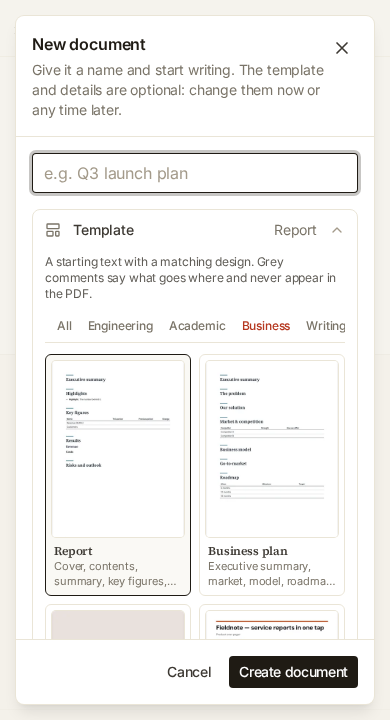 New document
Give it a name and start writing. The template
and details are optional: change them now or
any time later.
e.g. Q3 launch plan
Template
Report
A starting text with a matching design. Grey
comments say what goes where and never appear in
the PDF.
All
Engineering
Academic
Business
Writing
Executive summary
Highlights
Key figures
Results
Risks and outlook
Executive summary
The problem
Our solution
Market & competition
Business model
Go-to-market
Roadmap
Report
Cover, contents,
summary, key figures,...
Business plan
Executive summary,
market, model, roadma...
Fieldnote — service reports in one tap
Cancel
Create document